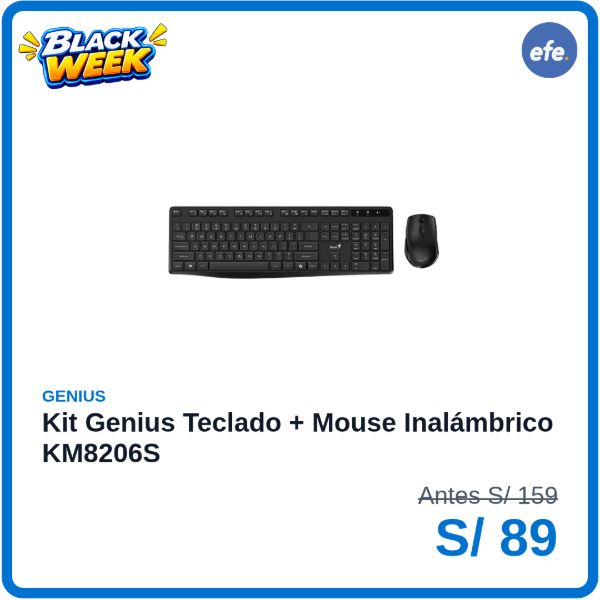 BLACK
WEEK
efe.
GENIUS
Kit Genius Teclado + Mouse Inalámbrico
KM8206S
Antes S/ 159
S/ 89